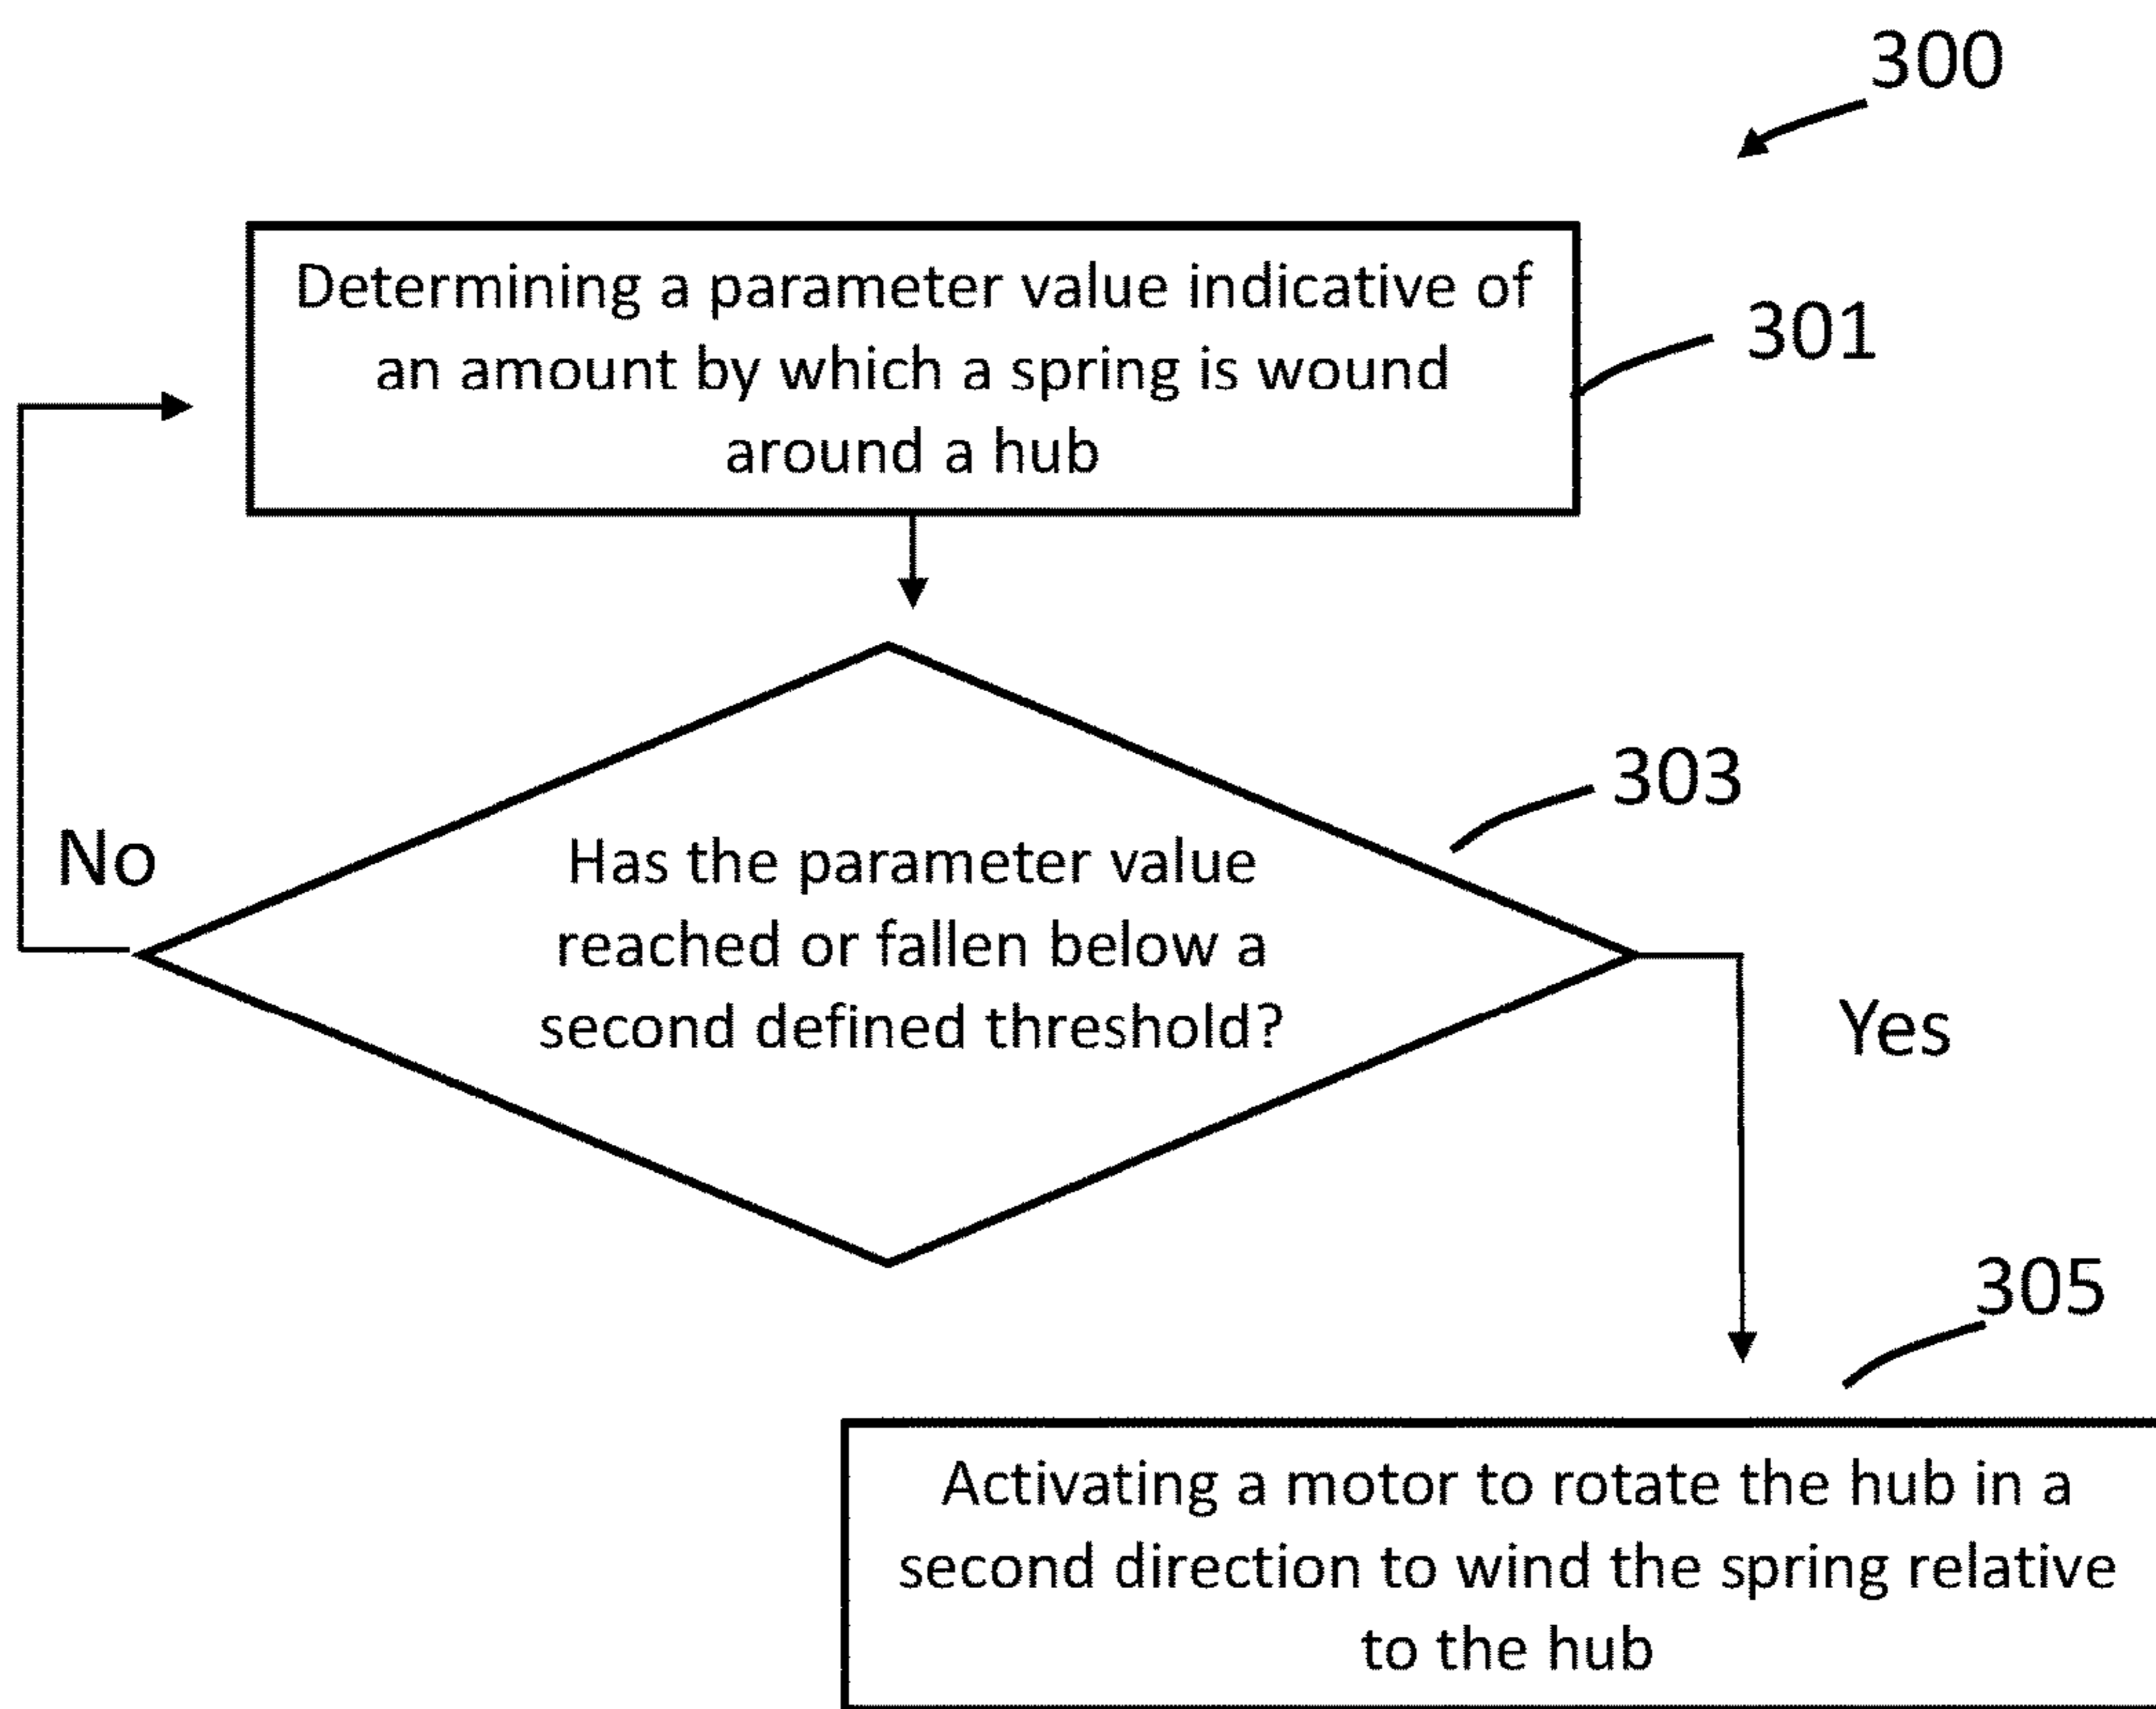 300
Determining a parameter value indicative of
an amount by which a spring is wound
around a hub
301
303
No
Has the parameter value
reached or fallen below a
second defined threshold?
Yes
305
Activating a motor to rotate the hub in a
second direction to wind the spring relative
to the hub